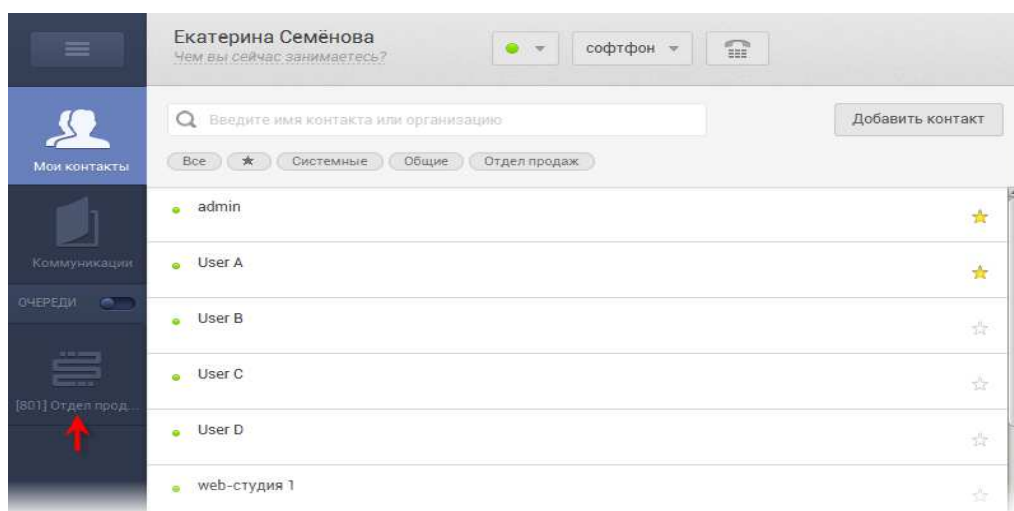 Екатерина Семёнова
Чем вы сейчас занимаетесь?
софтфон
Введите имя контакта или организацию
Добавить контакт
Все ★ Системные Общие Отдел продаж
Мои контакты
Коммуникации
ОЧЕРЕДИ
[801] Отдел прод...
admin
User A
User B
User C
User D
web-студия 1